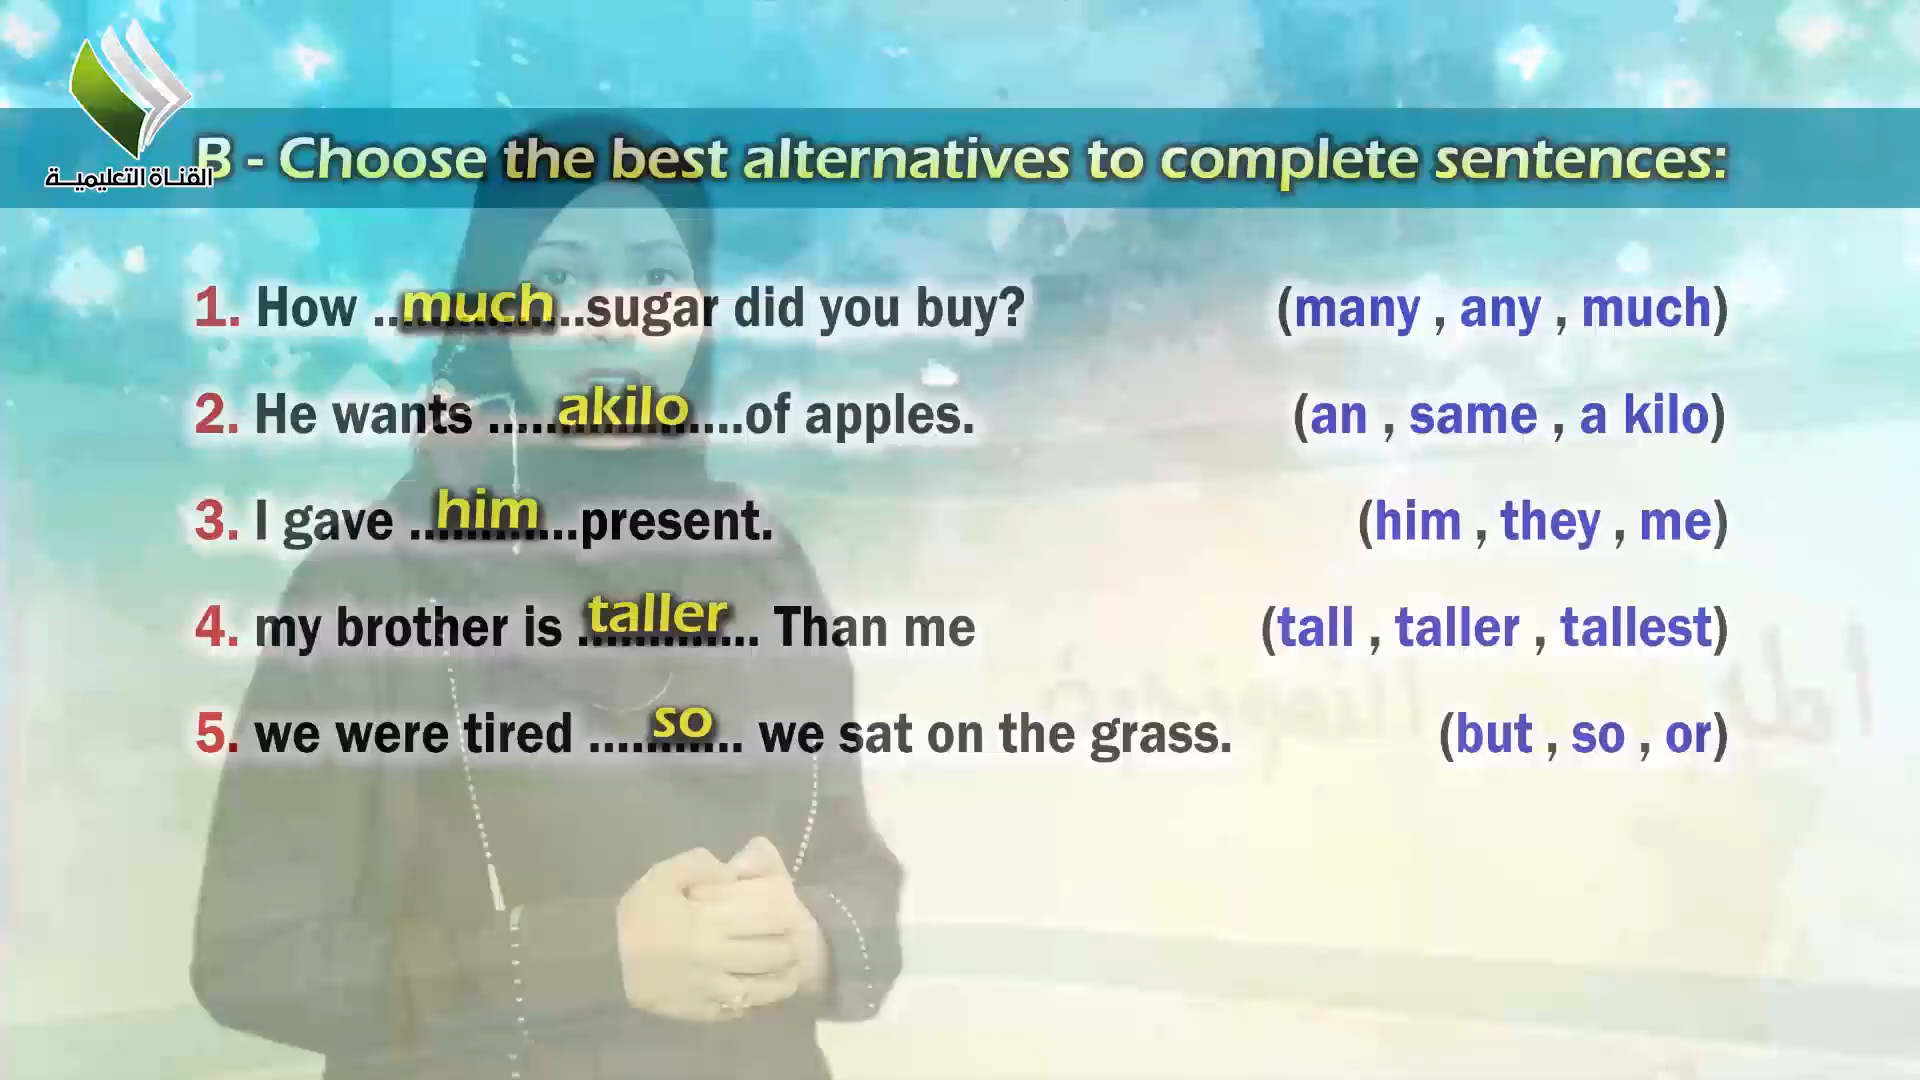 القناة التعليمية
B - Choose the best alternatives to complete sentences:
1. How ..much..sugar did you buy? (many , any , much)
2. He wants .....akilo....of apples. (an , same , a kilo)
3. I gave ..him...present. (him , they , me)
4. my brother is .taller.. Than me (tall , taller , tallest)
5. we were tired ....so.. we sat on the grass. (but , so , or)